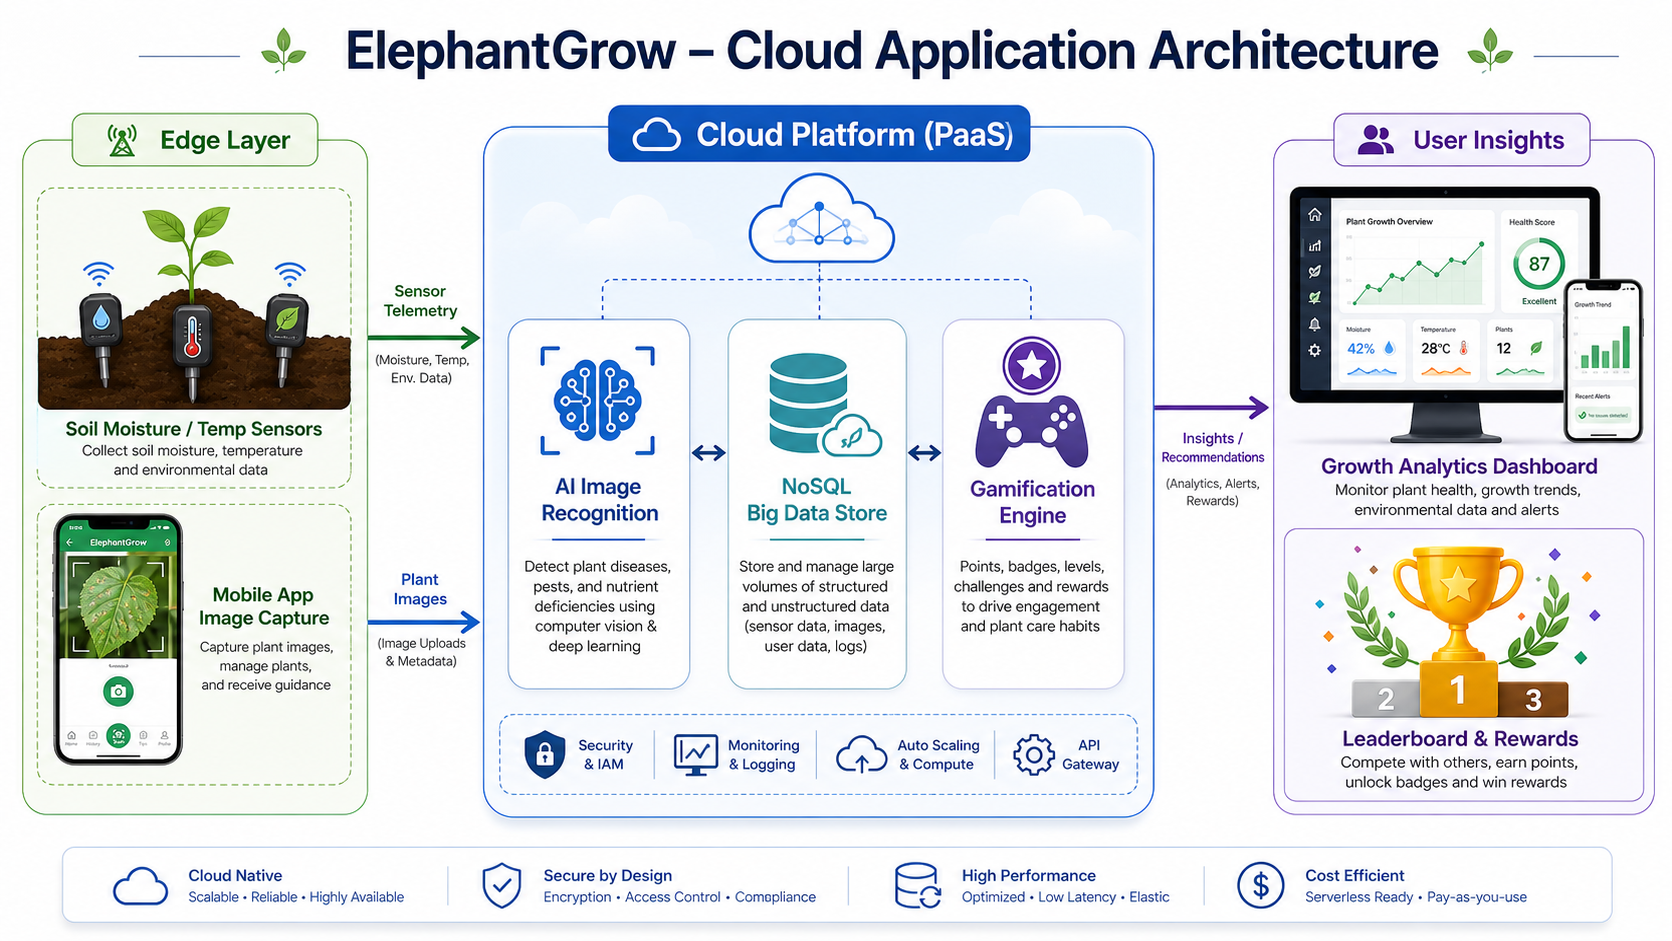 ElephantGrow – Cloud Application Architecture
Edge Layer
Soil Moisture / Temp Sensors
Collect soil moisture, temperature
and environmental data
ElephantGrow
Home
History
Tips
Profile
Mobile App
Image Capture
Capture plant images,
manage plants,
and receive guidance
Sensor
Telemetry
(Moisture, Temp,
Env. Data)
Plant
Images
(Image Uploads
& Metadata)
Cloud Platform (PaaS)
AI Image
Recognition
Detect plant diseases,
pests, and nutrient
deficiencies using
computer vision &
deep learning
NoSQL
Big Data Store
Store and manage large
volumes of structured
and unstructured data
(sensor data, images,
user data, logs)
Gamification
Engine
Points, badges, levels,
challenges and rewards
to drive engagement
and plant care habits
Security
& IAM
Monitoring
& Logging
Auto Scaling
& Compute
API
Gateway
Insights /
Recommendations
(Analytics, Alerts,
Rewards)
User Insights
Plant Growth Overview
Health Score
87
Excellent
Moisture
42%
Temperature
28°C
Plants
12
Growth Trend
Recent Alerts
No issues detected
Growth Analytics Dashboard
Monitor plant health, growth trends,
environmental data and alerts
2
1
3
Leaderboard & Rewards
Compete with others, earn points,
unlock badges and win rewards
Cloud Native
Scalable • Reliable • Highly Available
Secure by Design
Encryption • Access Control • Compliance
High Performance
Optimized • Low Latency • Elastic
Cost Efficient
Serverless Ready • Pay-as-you-use